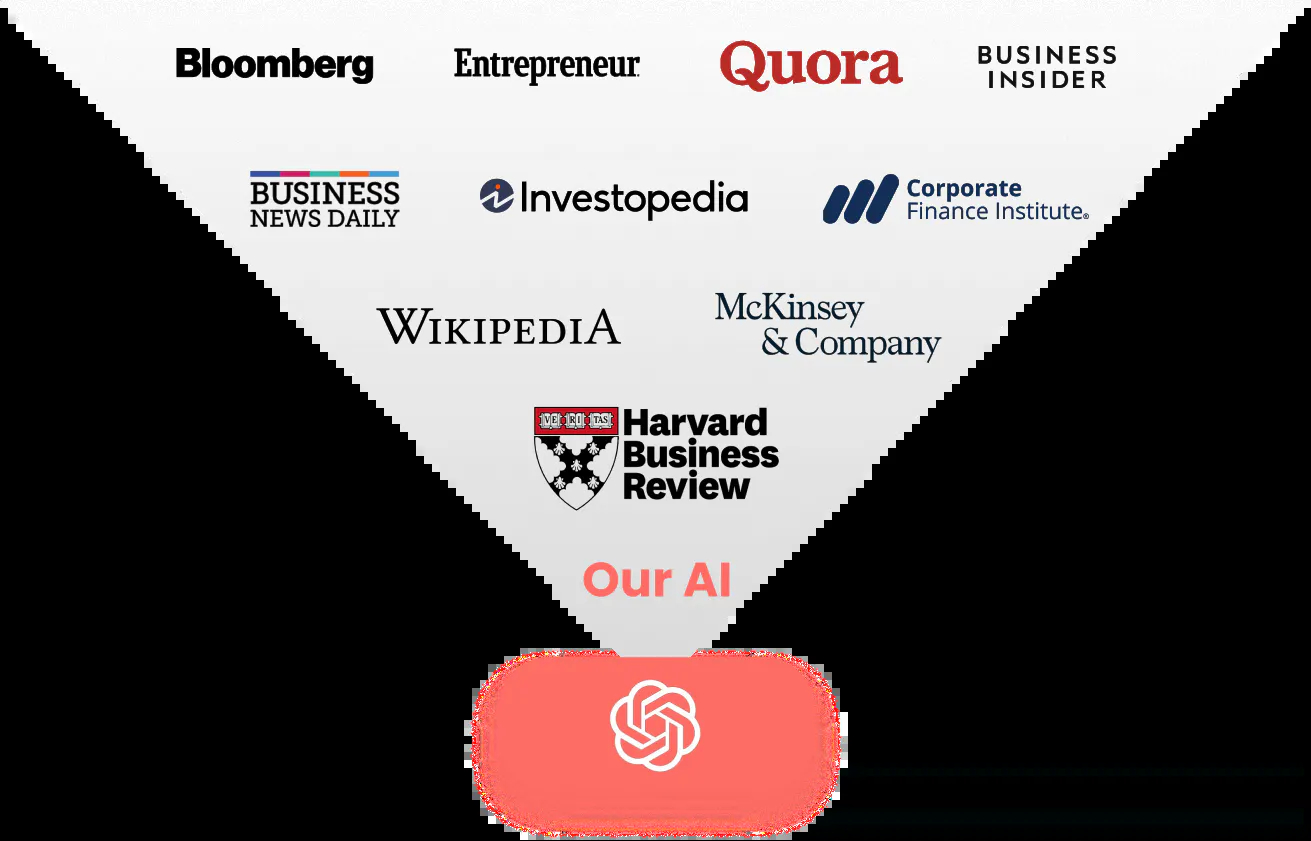 Bloomberg
Entrepreneur
Quora
BUSINESS
INSIDER
BUSINESS
NEWS DAILY
Investopedia
Corporate
Finance Institute®
WIKIPEDIA
McKinsey
& Company
VE RI TAS
Harvard
Business
Review
Our AI